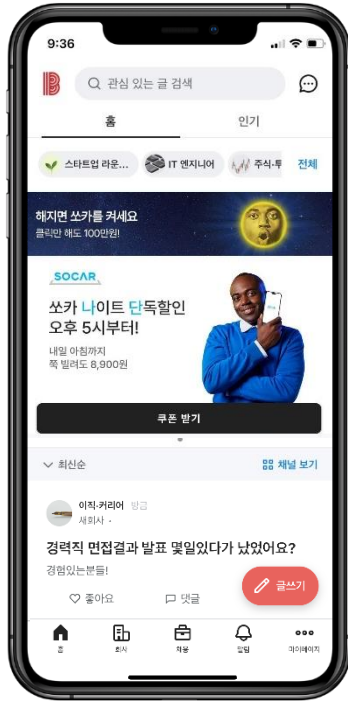 9:36
관심 있는 글 검색
홈
인기
스타트업 라운...
IT 엔지니어
주식·투
전체
해지면 쏘카를 켜세요
클릭만 해도 100만원!
SOCAR
쏘카 나이트 단독할인
오후 5시부터!
내일 아침까지
쭉 빌려도 8,900원
쿠폰 받기
최신순
채널 보기
이직·커리어 방금
새회사 ·
경력직 면접결과 발표 몇일있다가 났었어요?
경험있는분들!
좋아요
댓글
글쓰기
홈
회사
채용
알림
마이페이지